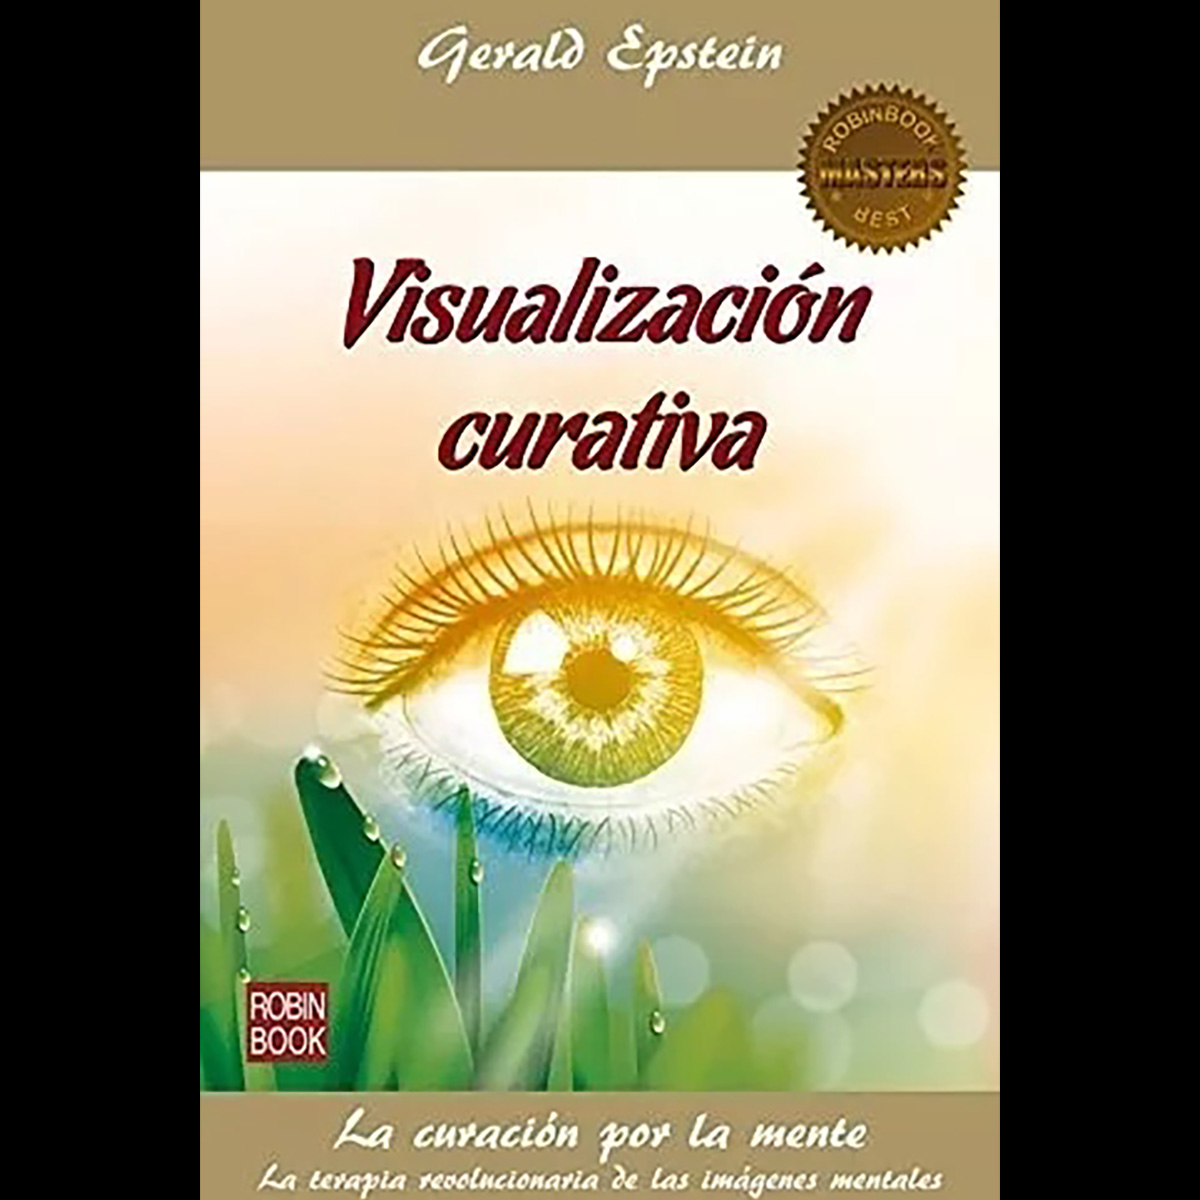 Gerald Epstein
ROBINBOOK
MASTERS
BEST
Visualización
curativa
ROBIN
BOOK
La curación por la mente
La terapia revolucionaria de las imágenes mentales